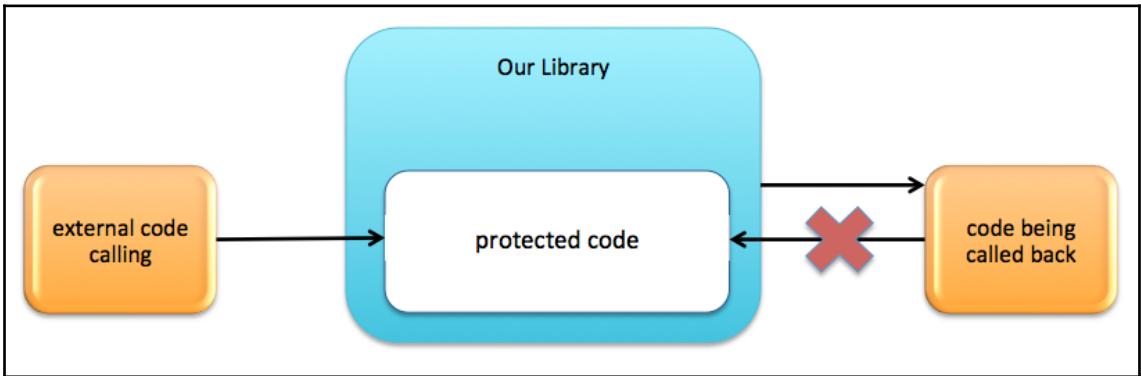 Our Library
external code
calling
protected code
code being
called back